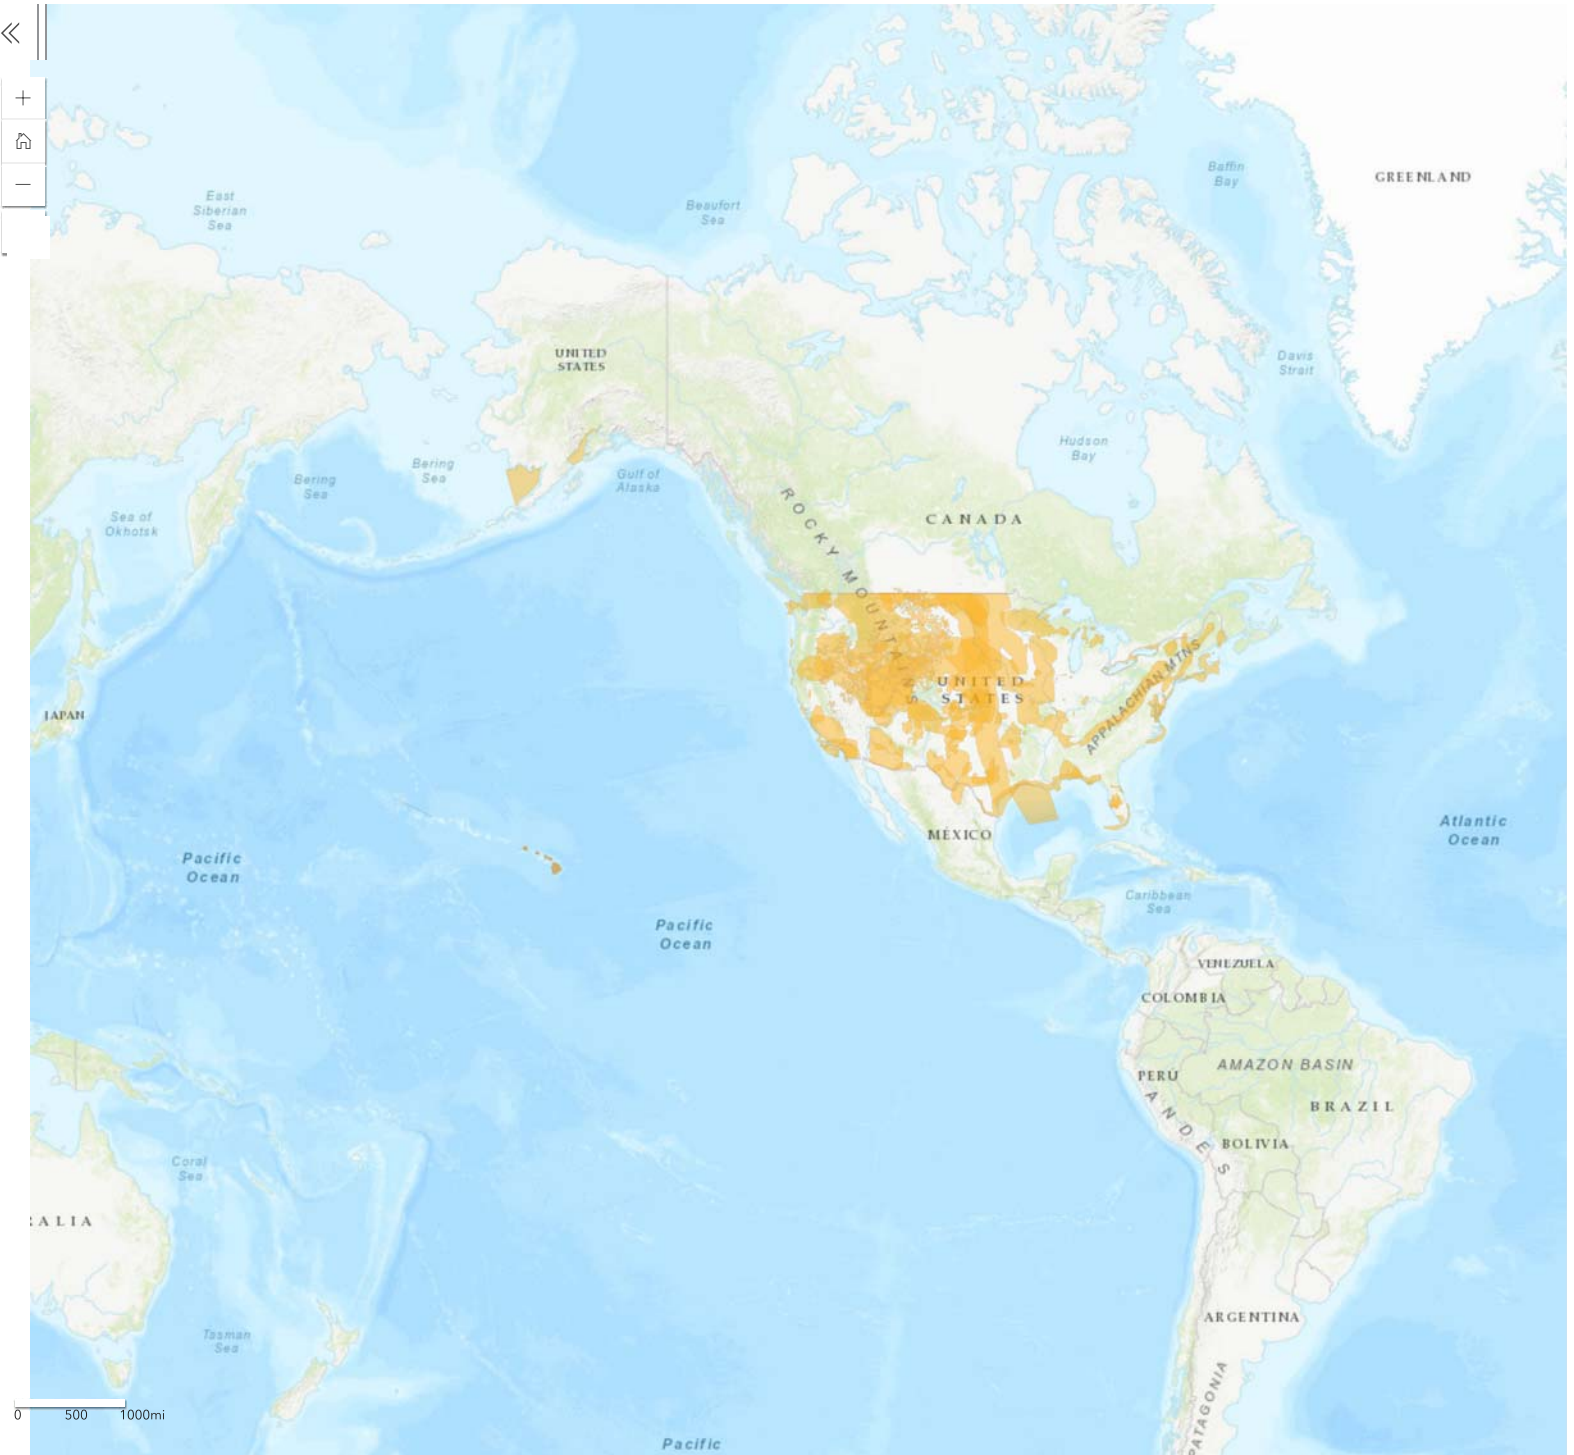 GREENLAND
Baffin
Bay
East
Siberian
Sea
Beaufort
Sea
UNITED
STATES
Davis
Strait
Hudson
Bay
Bering
Sea
Bering
Sea
Gulf of
Alaska
Sea of
Okhotsk
CANADA
ROCKY MOUNTAINS
UNITED
STATES
APPALACHIAN MTNS
JAPAN
MÉXICO
Atlantic
Ocean
Pacific
Ocean
Caribbean
Sea
Pacific
Ocean
VENEZUELA
COLOMBIA
AMAZON BASIN
PERÚ
BRAZIL
ANDES
BOLIVIA
Coral
Sea
RALIA
ARGENTINA
Tasman
Sea
PATAGONIA
0 500 1000mi
Pacific